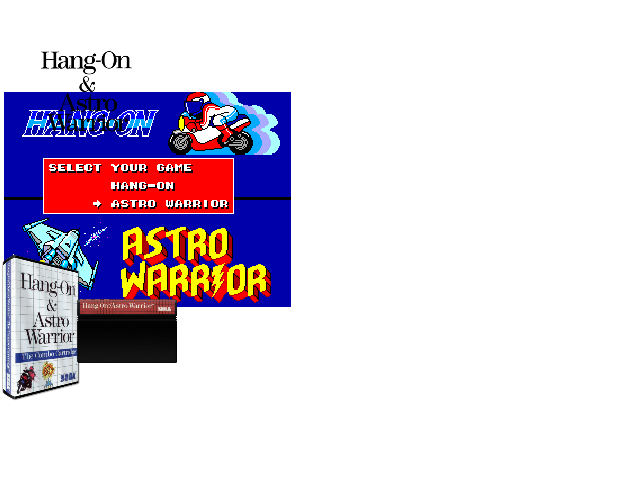 Hang-On
&
Astro
Warrior
HANG-ON
SELECT YOUR GAME
HANG-ON
→ ASTRO WARRIOR
ASTRO
WARRIOR
Hang-On
&
Astro
Warrior
The Combo Cartridge
SEGA
Hang-On/Astro Warrior
SEGA